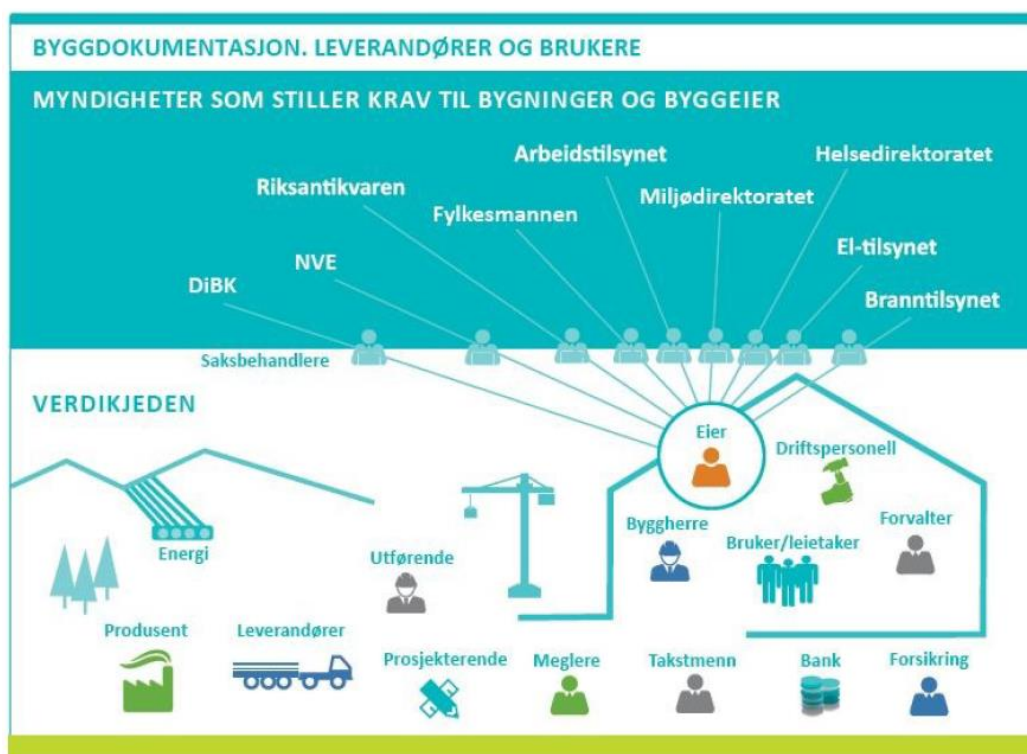 BYGGDOKUMENTASJON. LEVERANDØRER OG BRUKERE
MYNDIGHETER SOM STILLER KRAV TIL BYGNINGER OG BYGGEIER
Arbeidstilsynet
Helsedirektoratet
Riksantikvaren
Miljødirektoratet
Fylkesmannen
El-tilsynet
NVE
DiBK
Branntilsynet
Saksbehandlere
VERDIKJEDEN
Eier
Driftspersonell
Byggherre
Forvalter
Bruker/leietaker
Energi
Utførende
Produsent
Leverandører
Prosjekterende
Meglere
Takstmenn
Bank
Forsikring